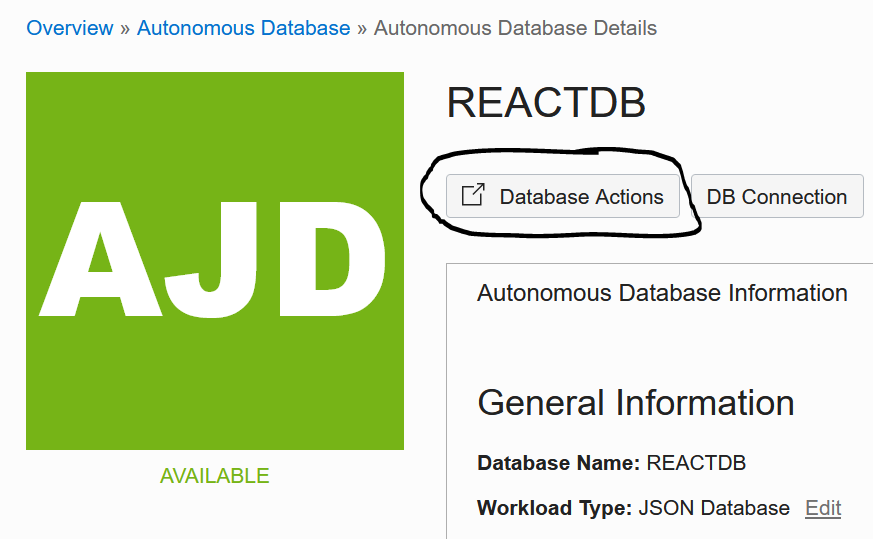 Overview » Autonomous Database » Autonomous Database Details
AJD
AVAILABLE
REACTDB
Database Actions
DB Connection
Autonomous Database Information
General Information
Database Name: REACTDB
Workload Type: JSON Database Edit